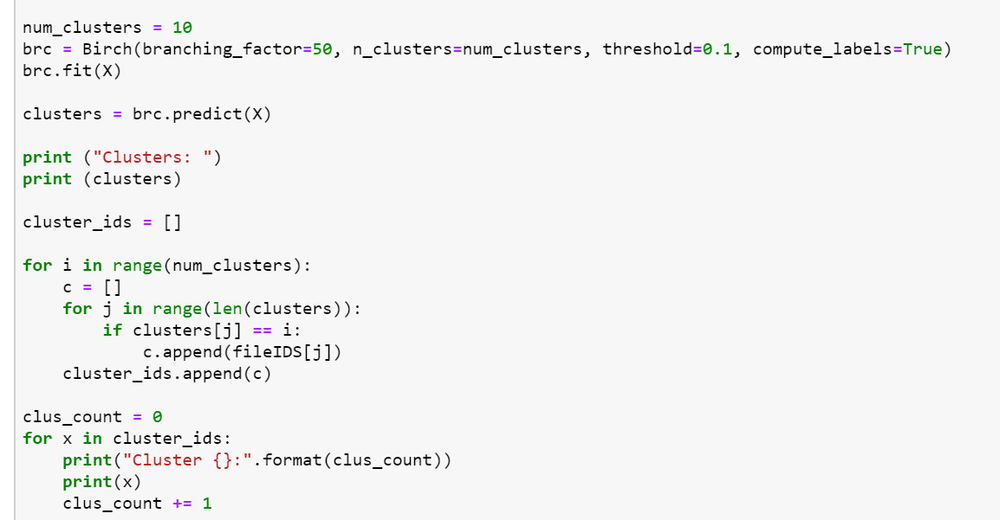 num_clusters = 10
brc = Birch(branching_factor=50, n_clusters=num_clusters, threshold=0.1, compute_labels=True)
brc.fit(X)
clusters = brc.predict(X)
print ("Clusters: ")
print (clusters)
cluster_ids = []
for i in range(num_clusters):
    c = []
    for j in range(len(clusters)):
        if clusters[j] == i:
            c.append(fileIDS[j])
    cluster_ids.append(c)
clus_count = 0
for x in cluster_ids:
    print("Cluster {}:".format(clus_count))
    print(x)
    clus_count += 1